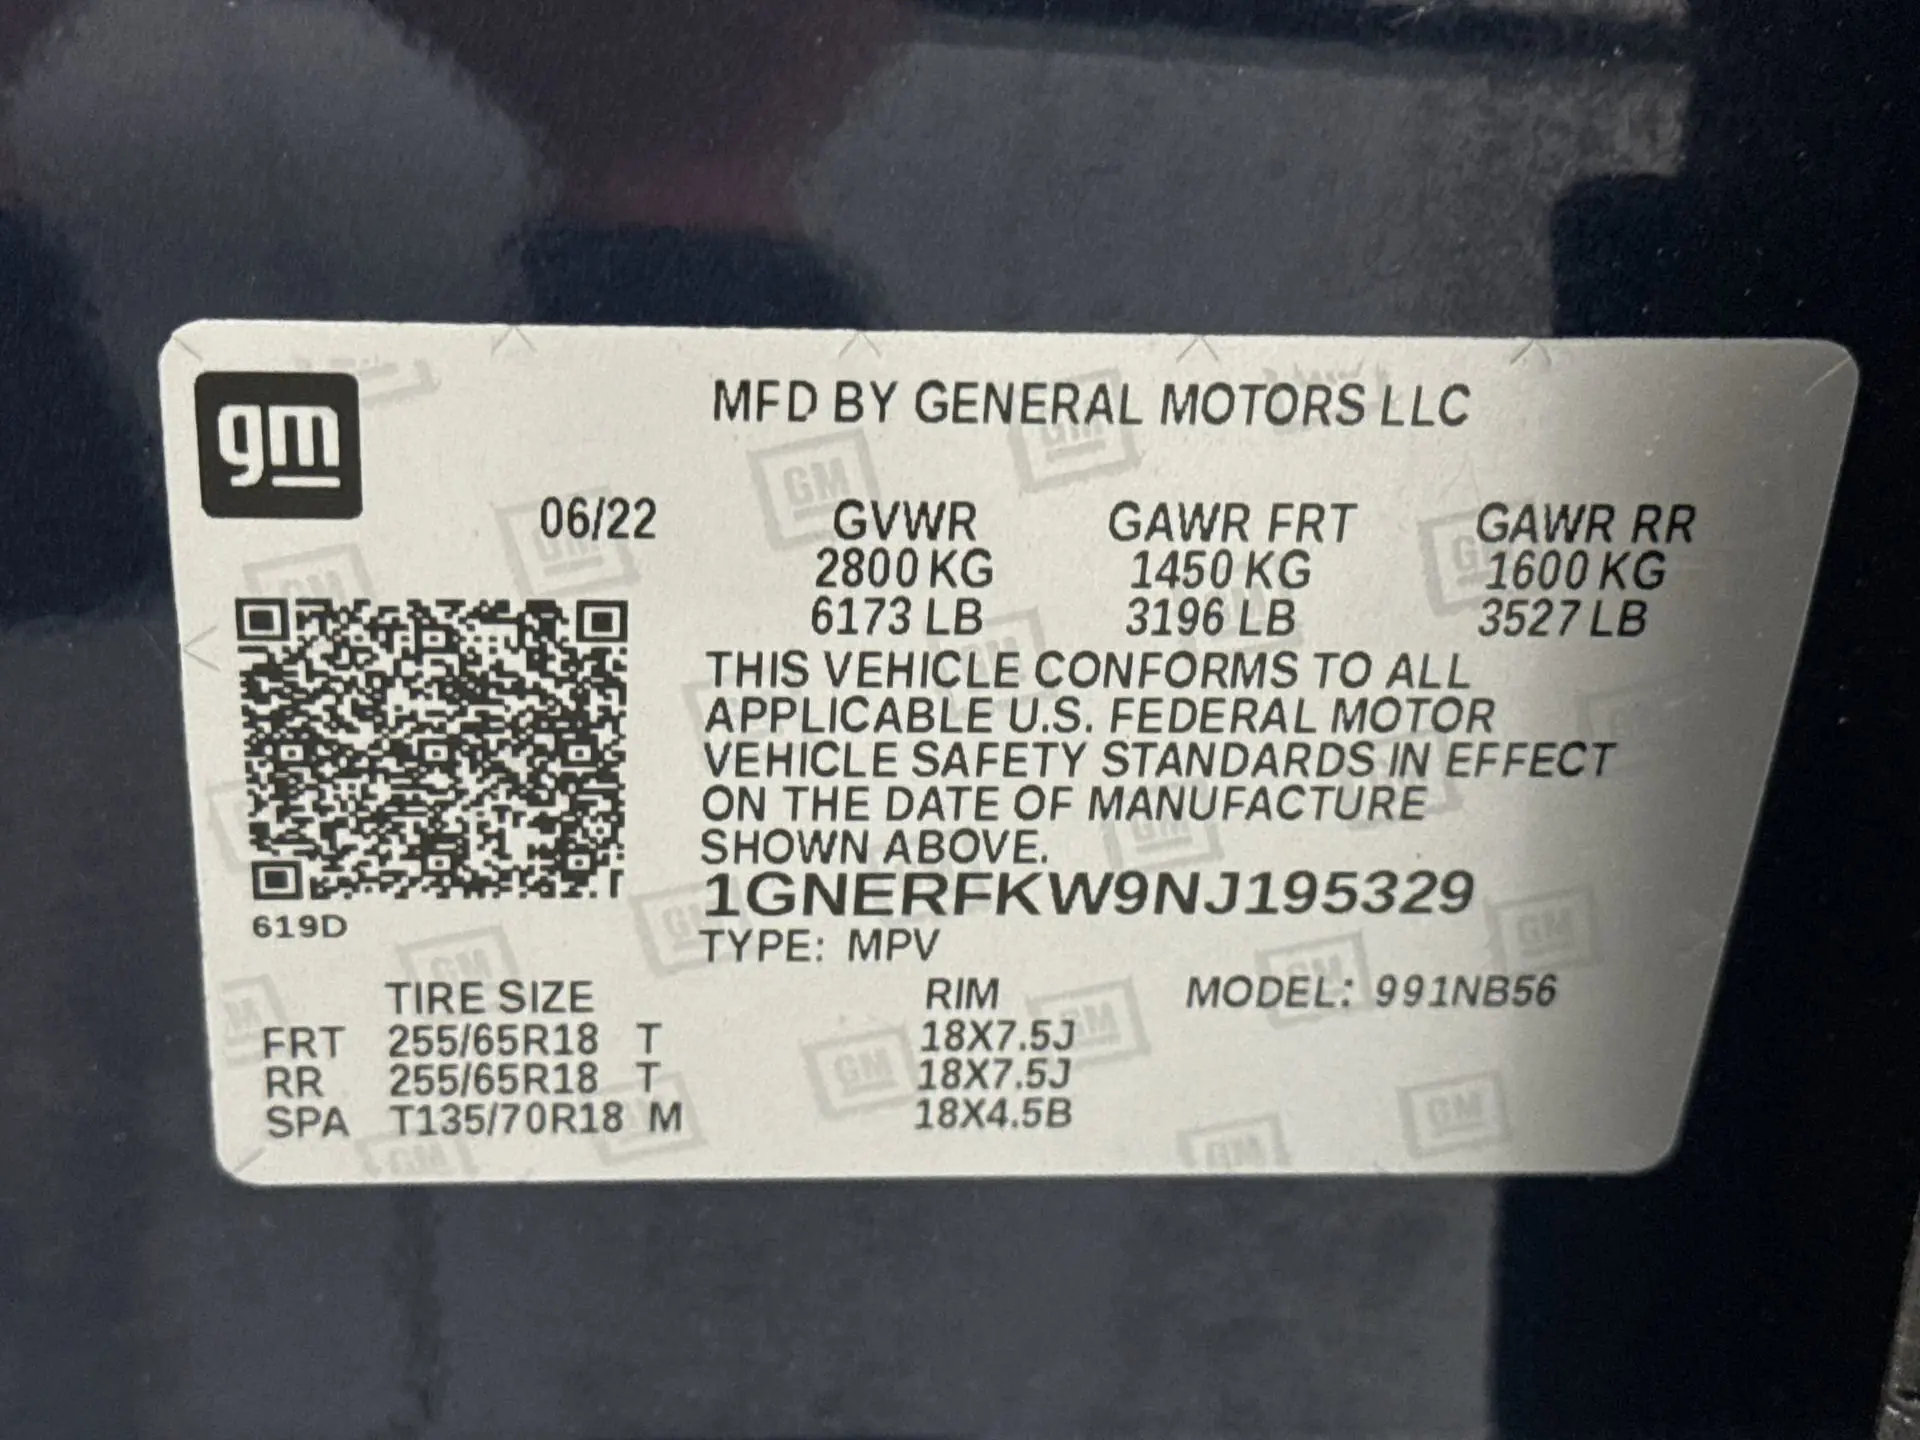 gm
MFD BY GENERAL MOTORS LLC
06/22 GVWR GAWR FRT GAWR RR
2800 KG 1450 KG 1600 KG
6173 LB 3196 LB 3527 LB
THIS VEHICLE CONFORMS TO ALL
APPLICABLE U.S. FEDERAL MOTOR
VEHICLE SAFETY STANDARDS IN EFFECT
ON THE DATE OF MANUFACTURE
SHOWN ABOVE.
1GNERFKW9NJ195329
619D
TYPE: MPV
TIRE SIZE RIM MODEL: 991NB56
FRT 255/65R18 T 18X7.5J
RR 255/65R18 T 18X7.5J
SPA T135/70R18 M 18X4.5B